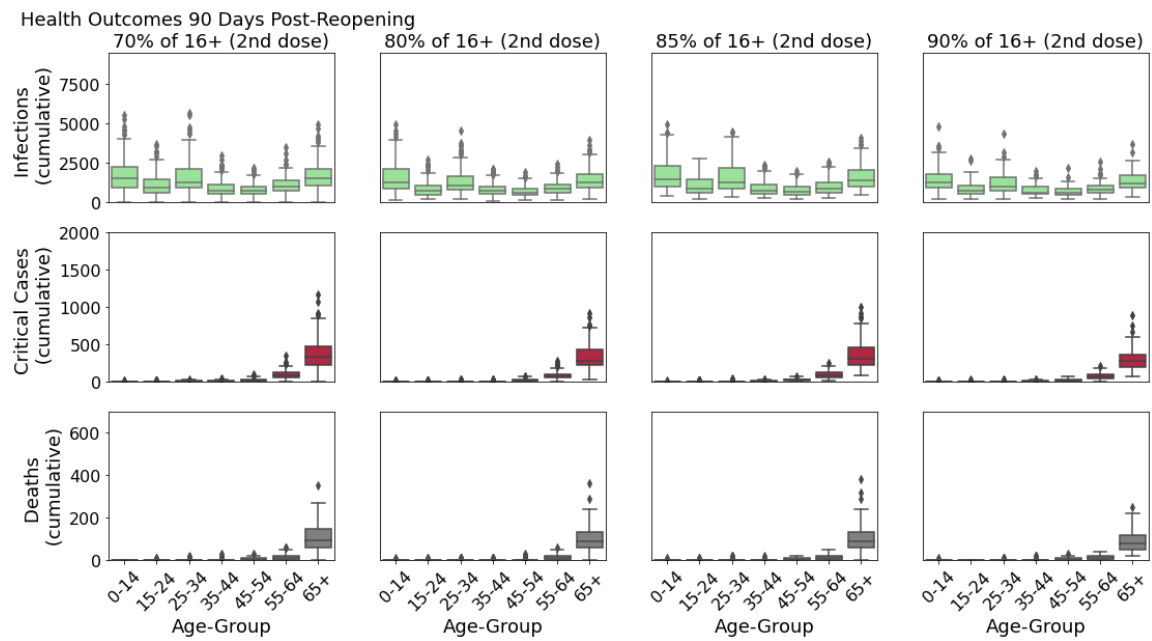 Health Outcomes 90 Days Post-Reopening
70% of 16+ (2nd dose)
80% of 16+ (2nd dose)
85% of 16+ (2nd dose)
90% of 16+ (2nd dose)
Infections
(cumulative)
7500
5000
2500
0
Critical Cases
(cumulative)
2000
1500
1000
500
0
Deaths
(cumulative)
600
400
200
0
0-14
15-24
25-34
35-44
45-54
55-64
65+
Age-Group
0-14
15-24
25-34
35-44
45-54
55-64
65+
Age-Group
0-14
15-24
25-34
35-44
45-54
55-64
65+
Age-Group
0-14
15-24
25-34
35-44
45-54
55-64
65+
Age-Group